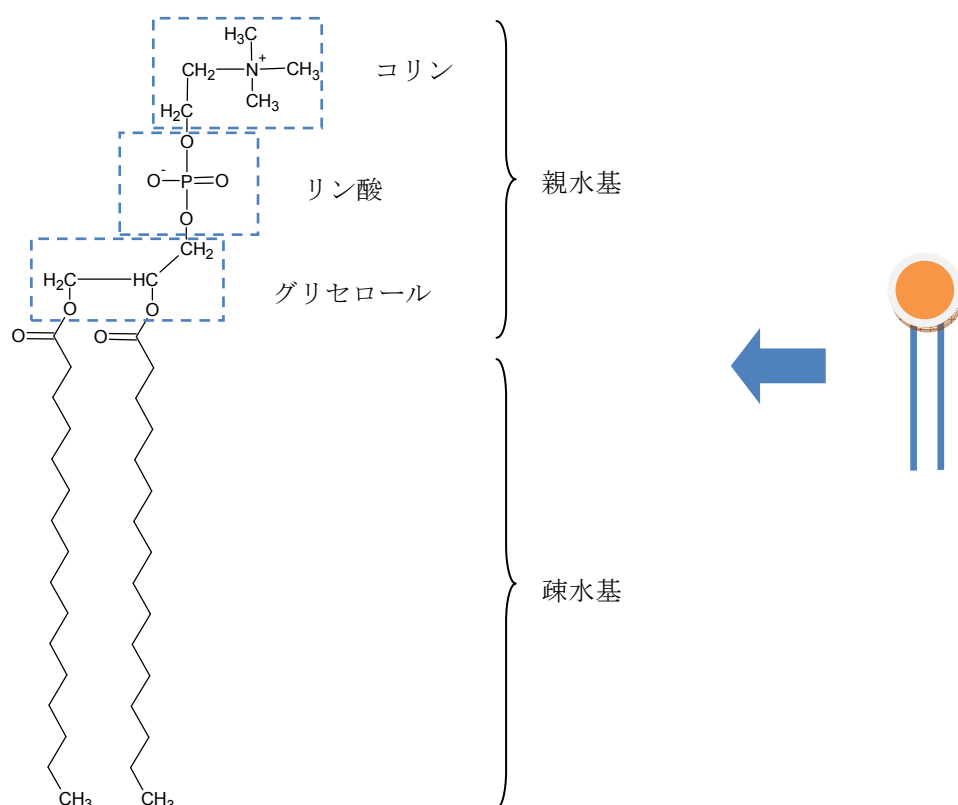 H₃C
CH₃
CH₂
N⁺
CH₃
コリン
H₂C
O
O⁻
P
O
リン酸
親水基
O
CH₂
H₂C
HC
グリセロール
O
O
O
O
疎水基
CH₃
CH₃